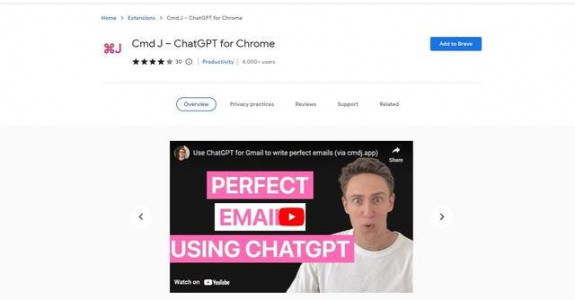 Home > Extensions > Cmd J – ChatGPT for Chrome
⌘J
Cmd J – ChatGPT for Chrome
Add to Brave
30 | Productivity | 4,000+ users
Overview
Privacy practices
Reviews
Support
Related
Use ChatGPT for Gmail to write perfect emails (via cmdj.app)
Share
PERFECT
EMAI
USING CHATGPT
Watch on YouTube